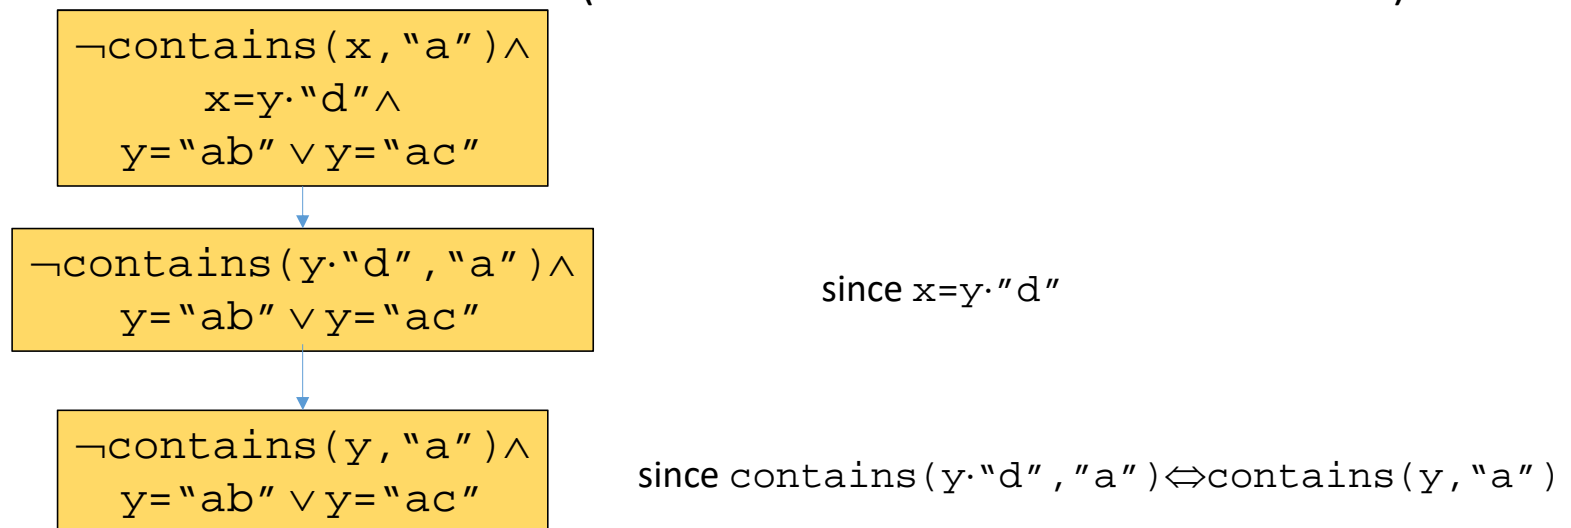 ¬contains(x,“a”)∧
x=y·“d”∧
y=“ab” ∨ y=“ac”
¬contains(y·“d”,“a”)∧
y=“ab” ∨ y=“ac”
since x=y·”d”
¬contains(y,“a”)∧
y=“ab” ∨ y=“ac”
since contains(y·“d”,”a”)⇔contains(y,“a”)